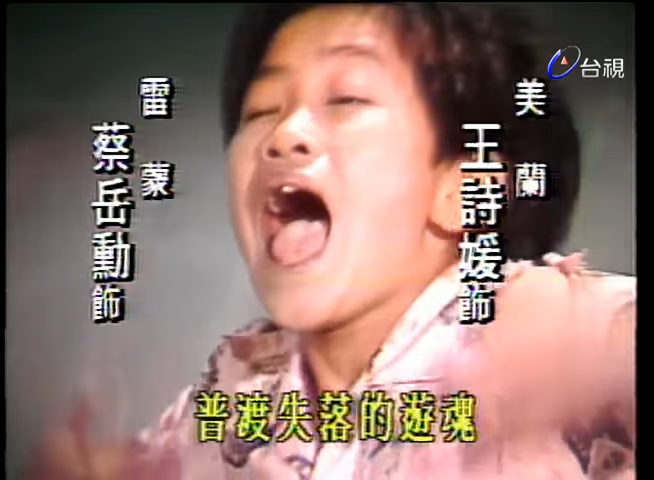 台視
美蘭
王詩媛飾
雷蒙
蔡岳勳飾
普渡失落的遊魂